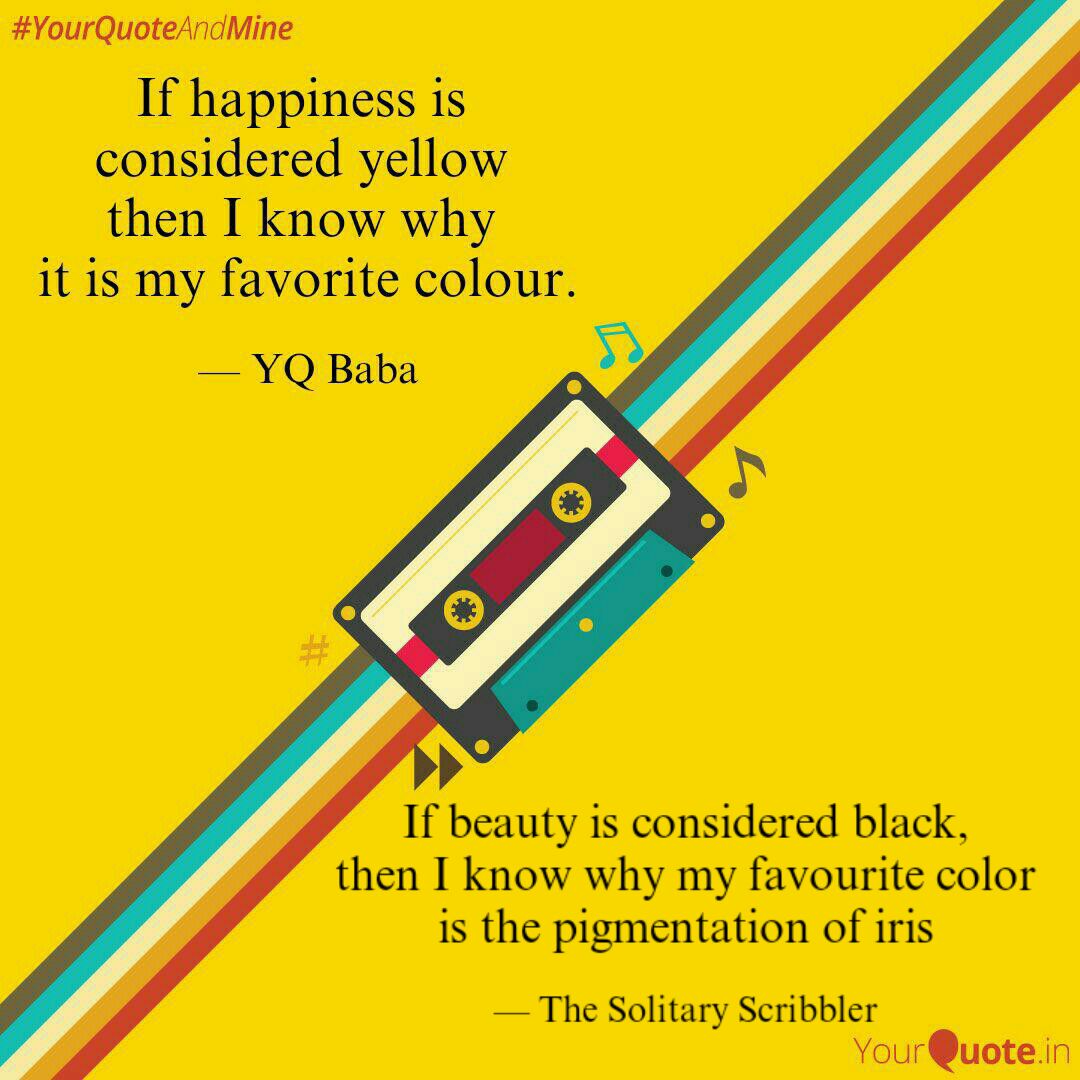 #YourQuoteAndMine
If happiness is
considered yellow
then I know why
it is my favorite colour.
— YQ Baba
#
If beauty is considered black,
then I know why my favourite color
is the pigmentation of iris
— The Solitary Scribbler
YourQuote.in